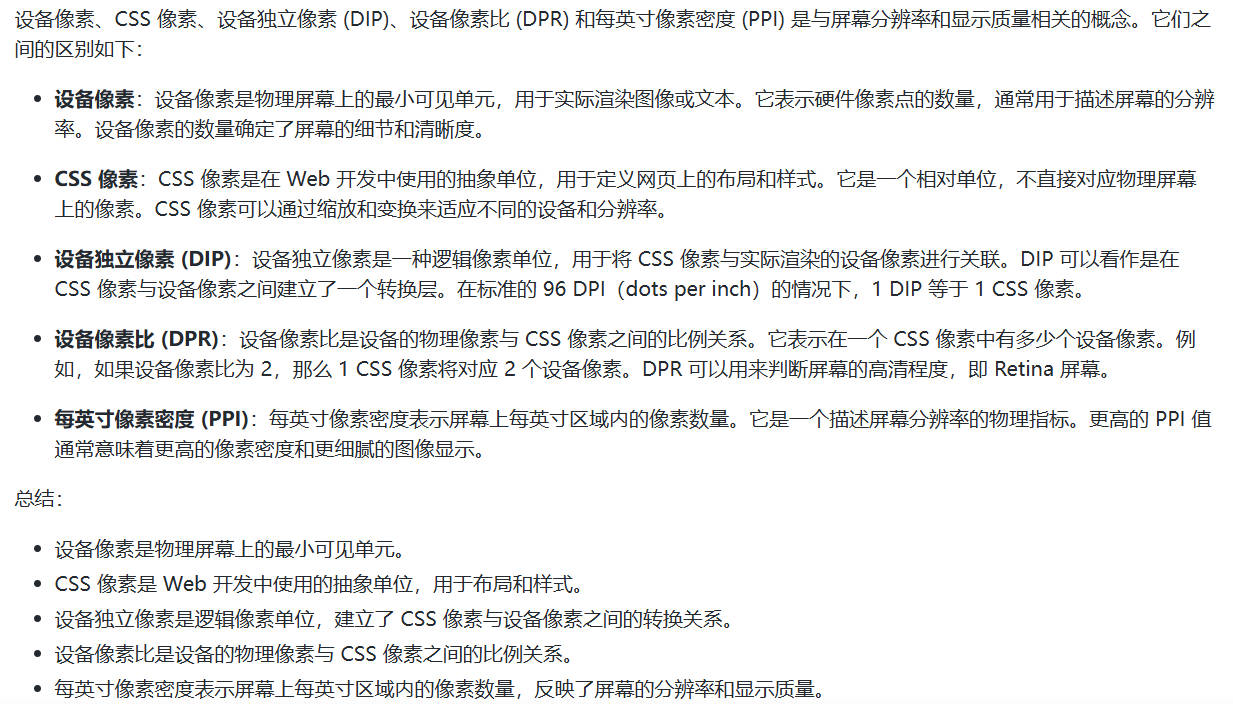 设备像素、CSS 像素、设备独立像素 (DIP)、设备像素比 (DPR) 和每英寸像素密度 (PPI) 是与屏幕分辨率和显示质量相关的概念。它们之
间的区别如下：
• 设备像素：设备像素是物理屏幕上的最小可见单元，用于实际渲染图像或文本。它表示硬件像素点的数量，通常用于描述屏幕的分辨
率。设备像素的数量确定了屏幕的细节和清晰度。
• CSS 像素：CSS 像素是在 Web 开发中使用的抽象单位，用于定义网页上的布局和样式。它是一个相对单位，不直接对应物理屏幕
上的像素。CSS 像素可以通过缩放和变换来适应不同的设备和分辨率。
• 设备独立像素 (DIP)：设备独立像素是一种逻辑像素单位，用于将 CSS 像素与实际渲染的设备像素进行关联。DIP 可以看作是在
CSS 像素与设备像素之间建立了一个转换层。在标准的 96 DPI（dots per inch）的情况下，1 DIP 等于 1 CSS 像素。
• 设备像素比 (DPR)：设备像素比是设备的物理像素与 CSS 像素之间的比例关系。它表示在一个 CSS 像素中有多少个设备像素。例
如，如果设备像素比为 2，那么 1 CSS 像素将对应 2 个设备像素。DPR 可以用来判断屏幕的高清程度，即 Retina 屏幕。
• 每英寸像素密度 (PPI)：每英寸像素密度表示屏幕上每英寸区域内的像素数量。它是一个描述屏幕分辨率的物理指标。更高的 PPI 值
通常意味着更高的像素密度和更细腻的图像显示。
总结：
• 设备像素是物理屏幕上的最小可见单元。
• CSS 像素是 Web 开发中使用的抽象单位，用于布局和样式。
• 设备独立像素是逻辑像素单位，建立了 CSS 像素与设备像素之间的转换关系。
• 设备像素比是设备的物理像素与 CSS 像素之间的比例关系。
• 每英寸像素密度表示屏幕上每英寸区域内的像素数量，反映了屏幕的分辨率和显示质量。